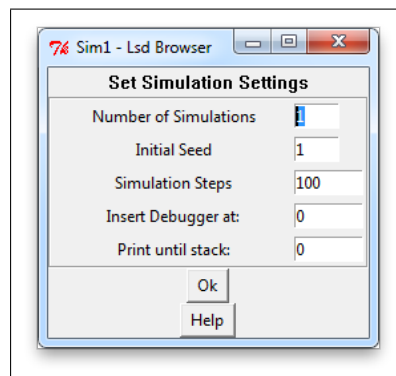 Sim1 - Lsd Browser
Set Simulation Settings
Number of Simulations 1
Initial Seed 1
Simulation Steps 100
Insert Debugger at: 0
Print until stack: 0
Ok
Help